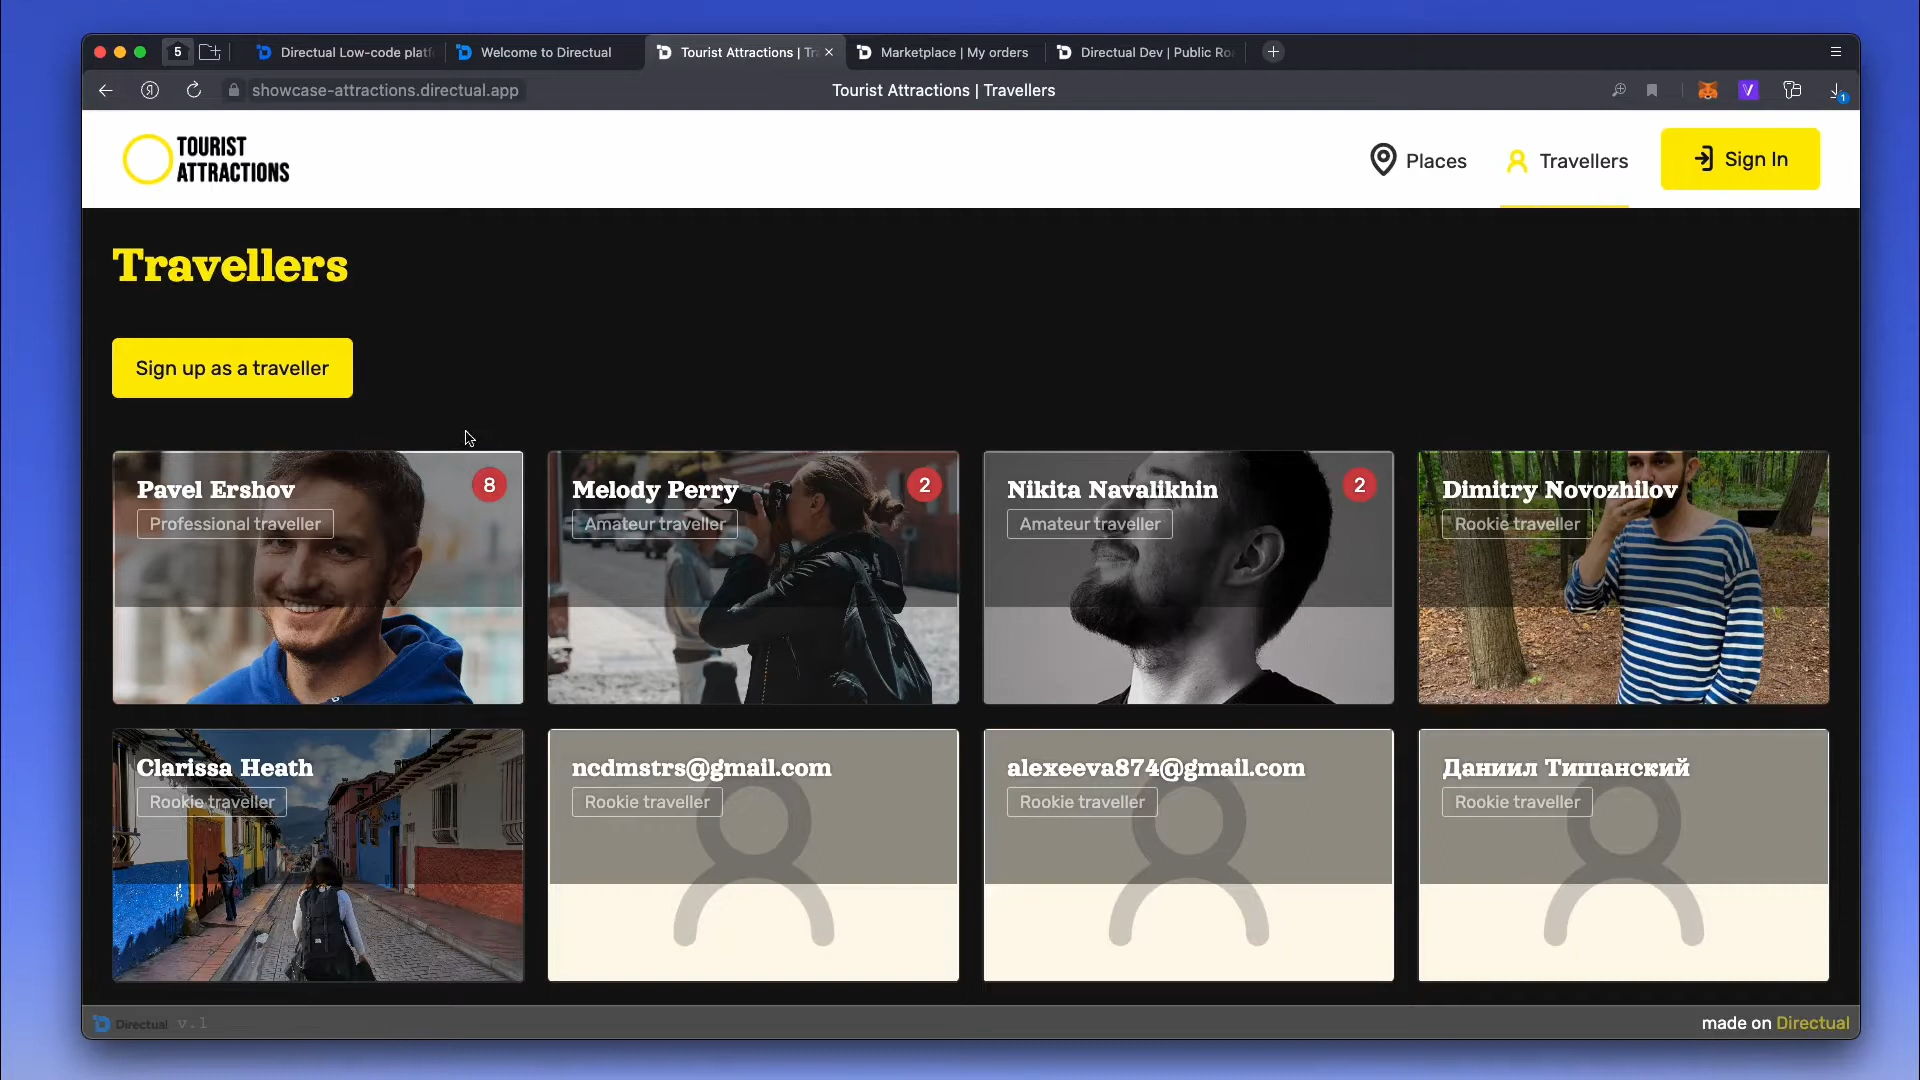 5
Directual Low-code platf
Welcome to Directual
Tourist Attractions | Tr
Marketplace | My orders
Directual Dev | Public Ro
showcase-attractions.directual.app
Tourist Attractions | Travellers
1
TOURIST
ATTRACTIONS
Places
Travellers
Sign In
Travellers
Sign up as a traveller
Pavel Ershov
8
Professional traveller
Melody Perry
2
Amateur traveller
Nikita Navalikhin
2
Amateur traveller
Dimitry Novozhilov
Rookie traveller
Clarissa Heath
Rookie traveller
ncdmstrs@gmail.com
Rookie traveller
alexeeva874@gmail.com
Rookie traveller
Даниил Тишанский
Rookie traveller
Directual v.1
made on Directual